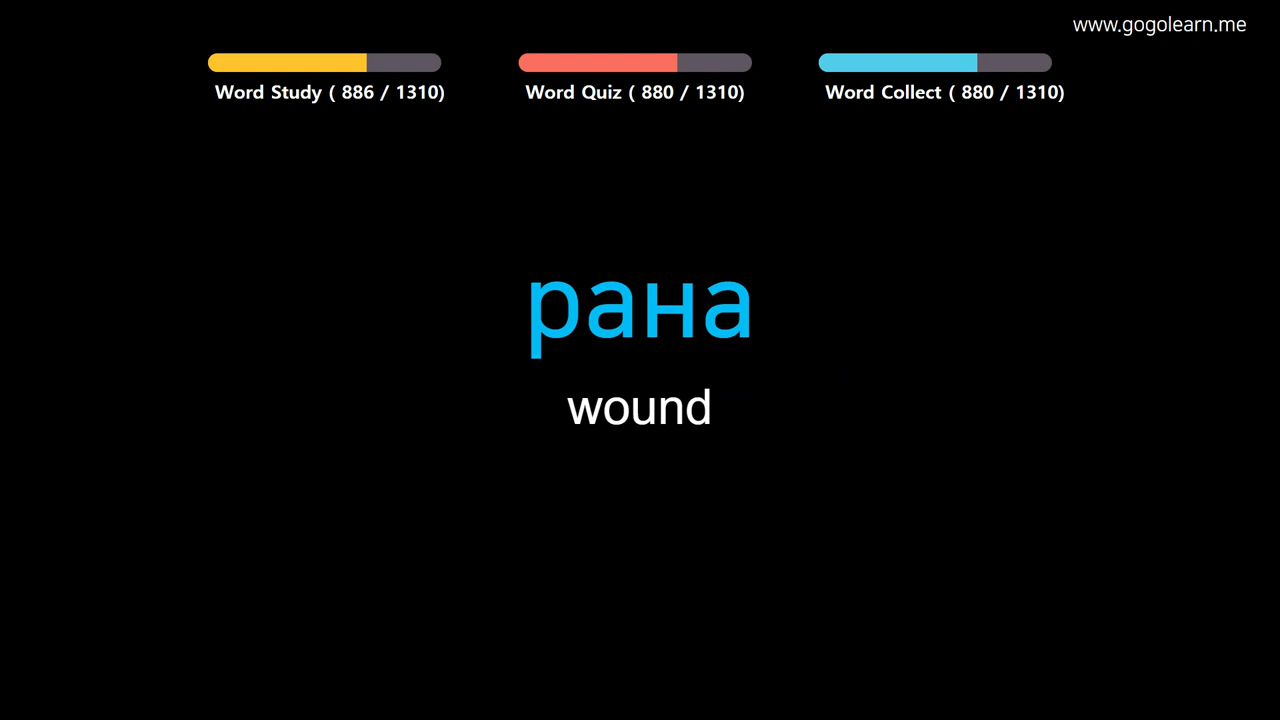 www.gogolearn.me
Word Study ( 886 / 1310)
Word Quiz ( 880 / 1310)
Word Collect ( 880 / 1310)
рана
wound